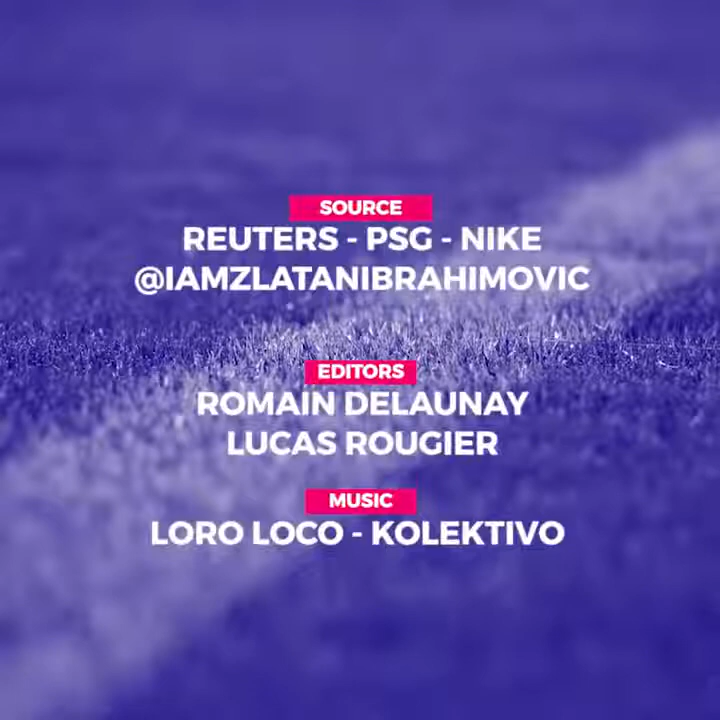 SOURCE
REUTERS - PSG - NIKE
@IAMZLATANIBRAHIMOVIC
EDITORS
ROMAIN DELAUNAY
LUCAS ROUGIER
MUSIC
LORO LOCO - KOLEKTIVO